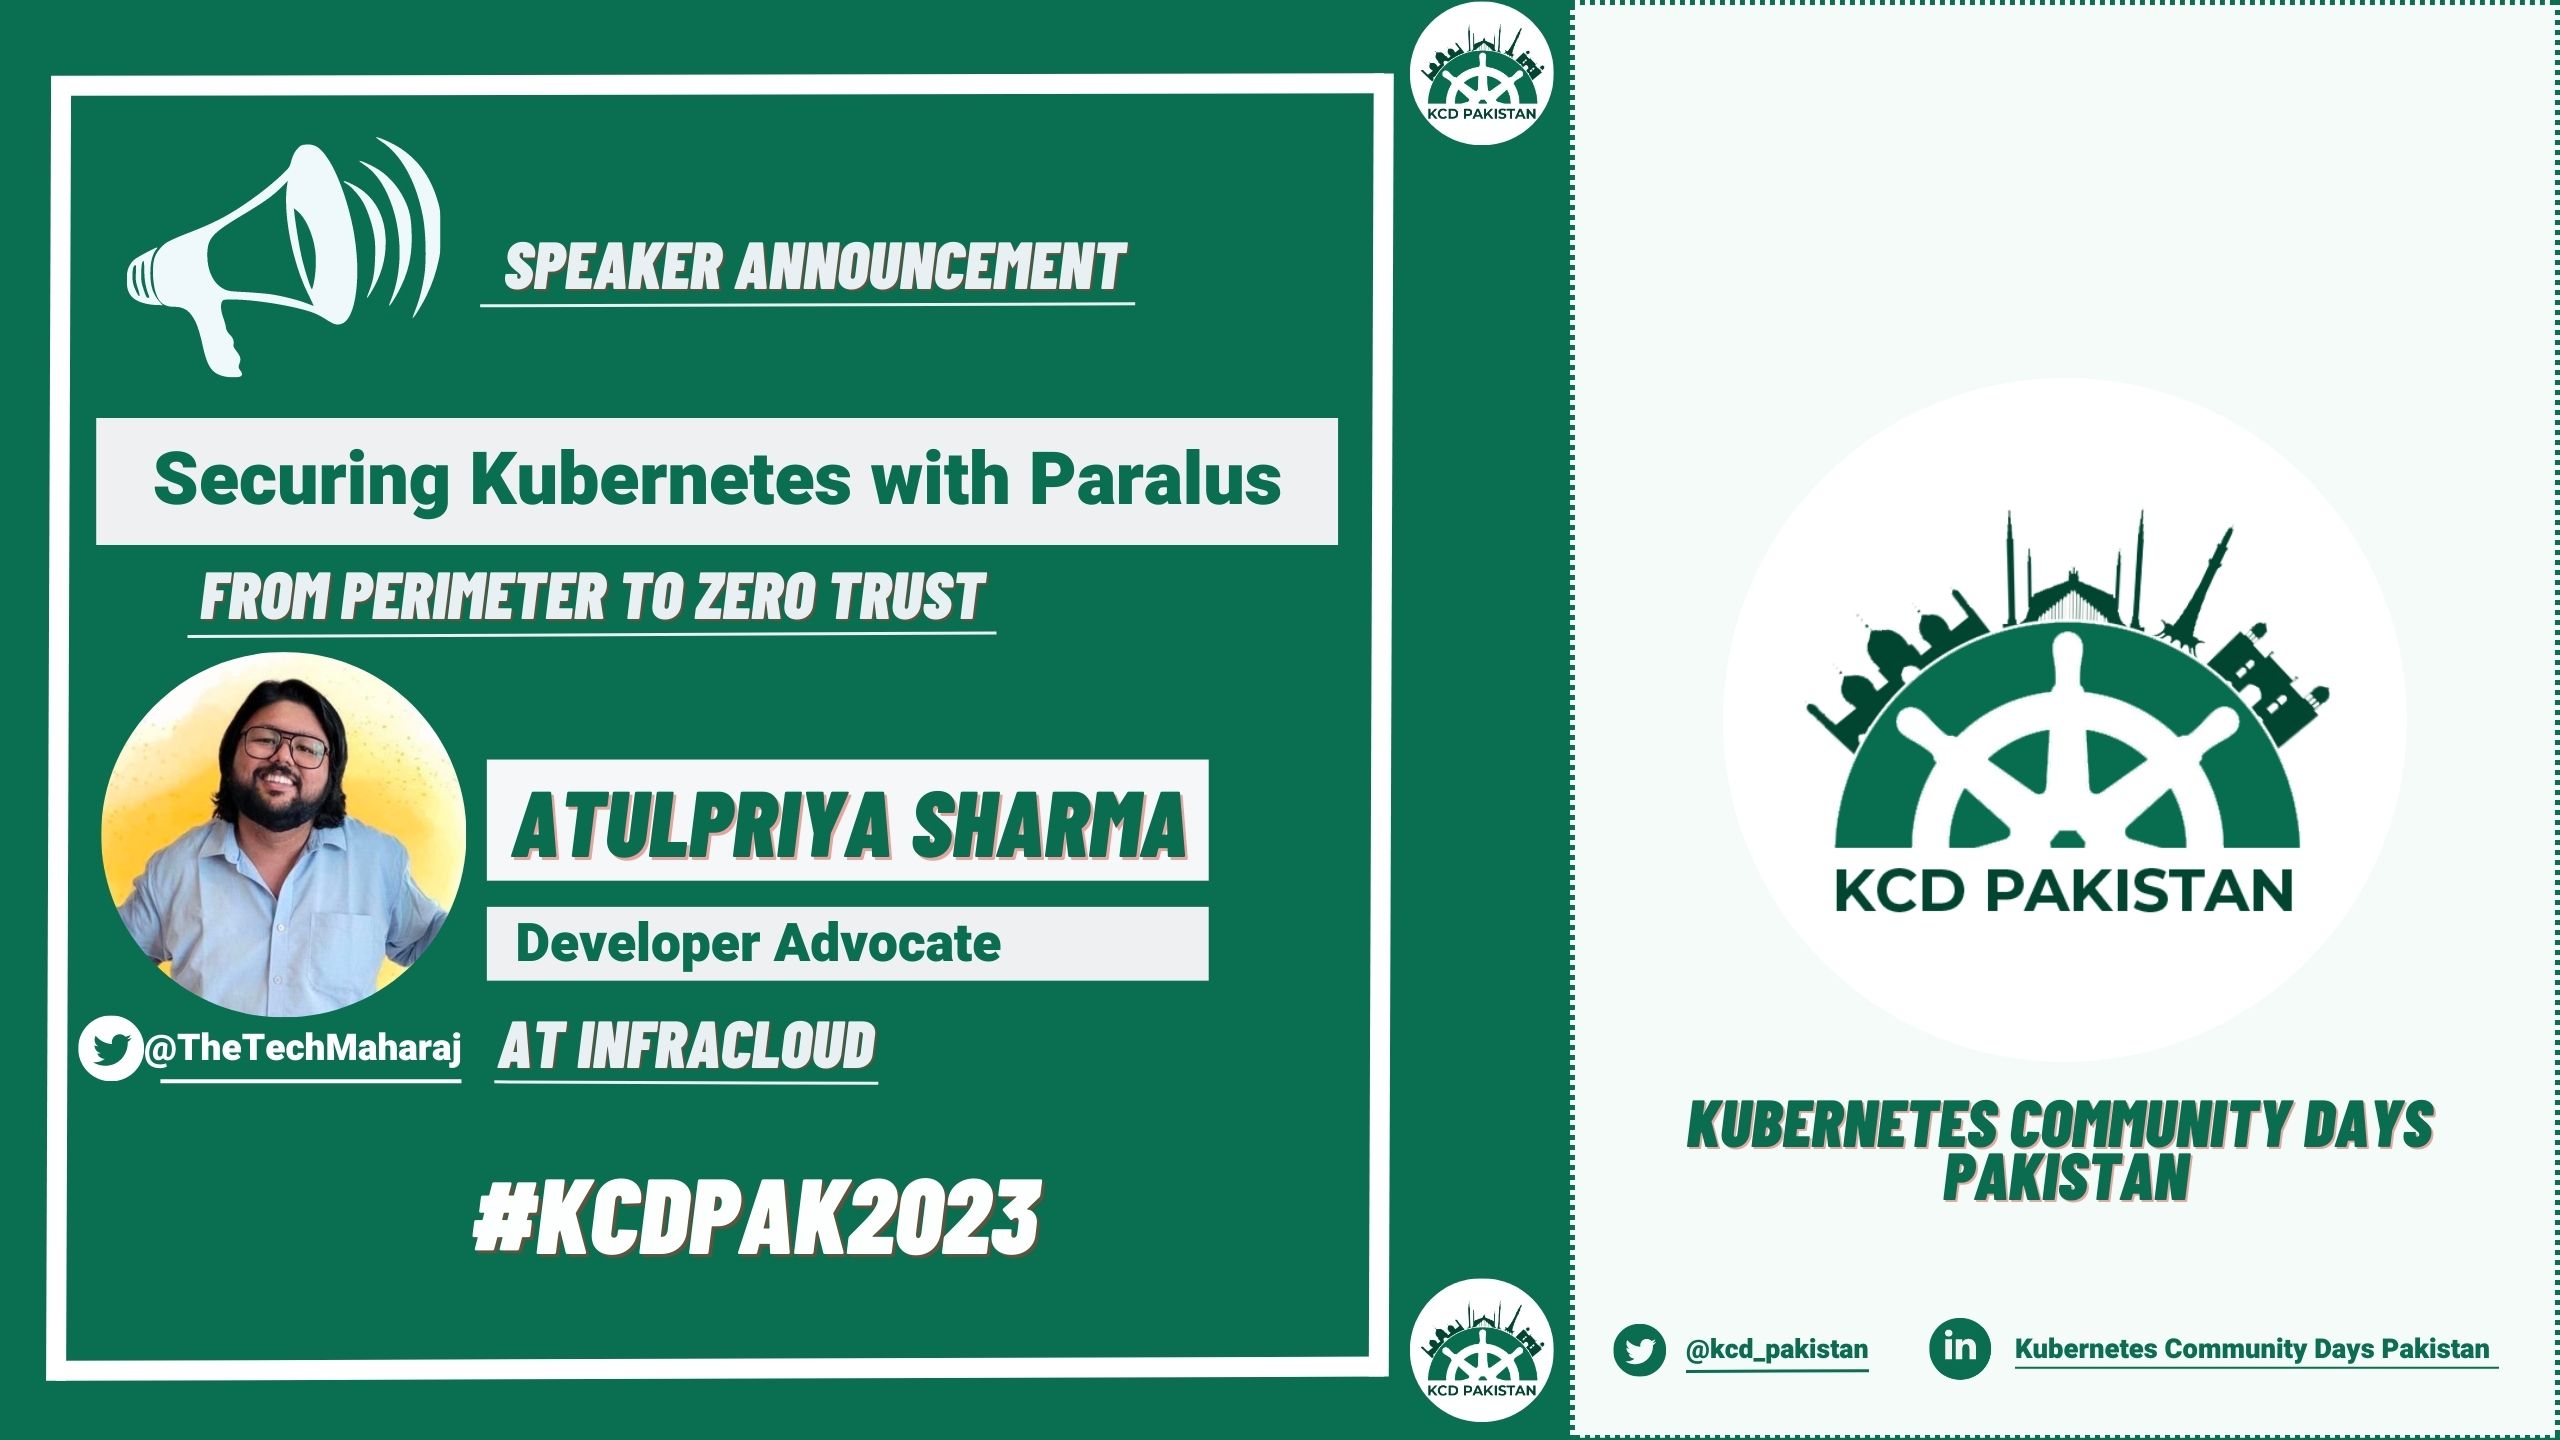 KCD PAKISTAN
SPEAKER ANNOUNCEMENT
Securing Kubernetes with Paralus
FROM PERIMETER TO ZERO TRUST
ATULPRIYA SHARMA
Developer Advocate
@TheTechMaharaj
AT INFRACLOUD
#KCDPAK2023
KCD PAKISTAN
KCD PAKISTAN
KUBERNETES COMMUNITY DAYS
PAKISTAN
@kcd_pakistan
in
Kubernetes Community Days Pakistan